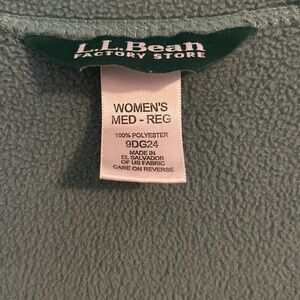 L.L.Bean
FACTORY STORE
WOMEN'S
MED - REG
100% POLYESTER
9DG24
MADE IN
EL SALVADOR
OF US FABRIC
CARE ON REVERSE